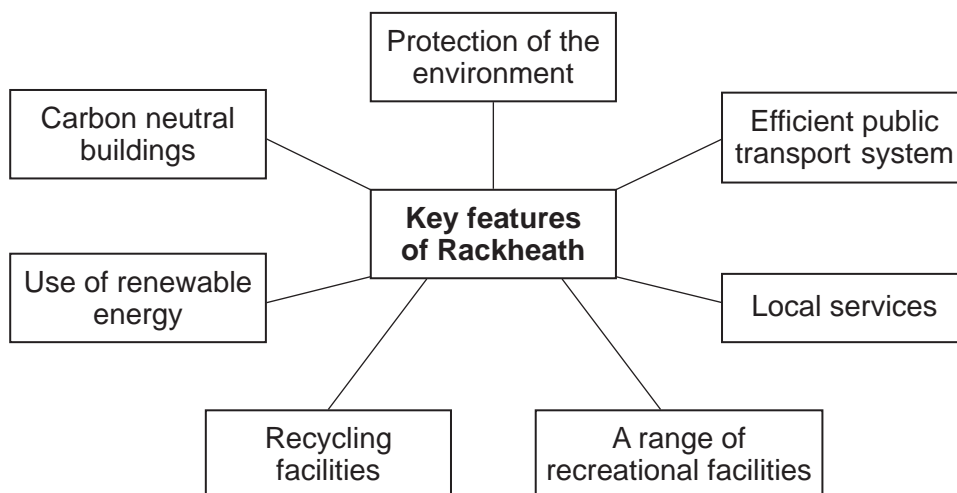 Protection of the
environment
Carbon neutral
buildings
Efficient public
transport system
Key features
of Rackheath
Use of renewable
energy
Local services
Recycling
facilities
A range of
recreational facilities